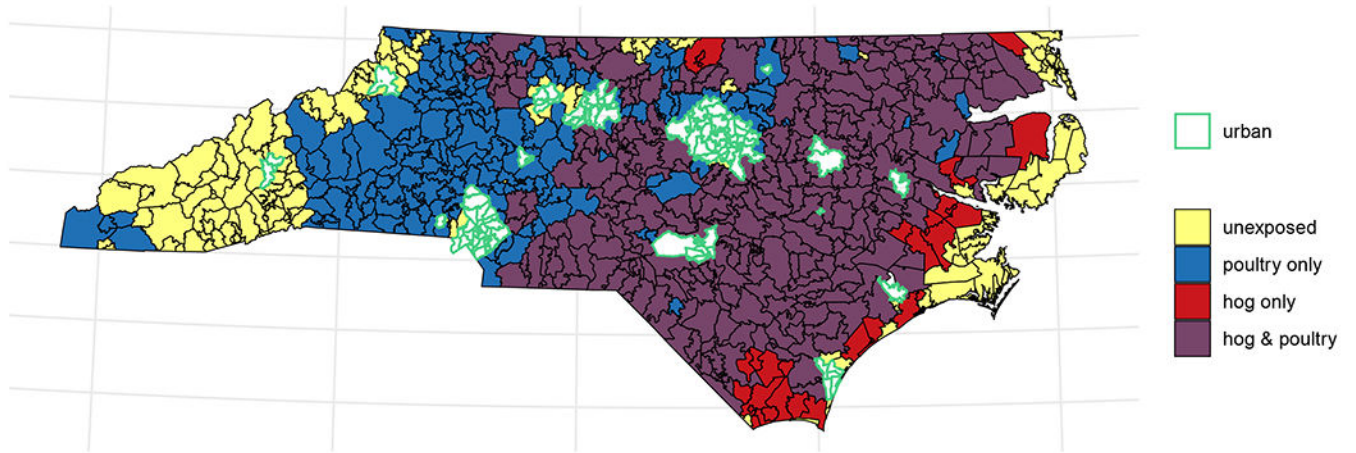 urban
unexposed
poultry only
hog only
hog & poultry